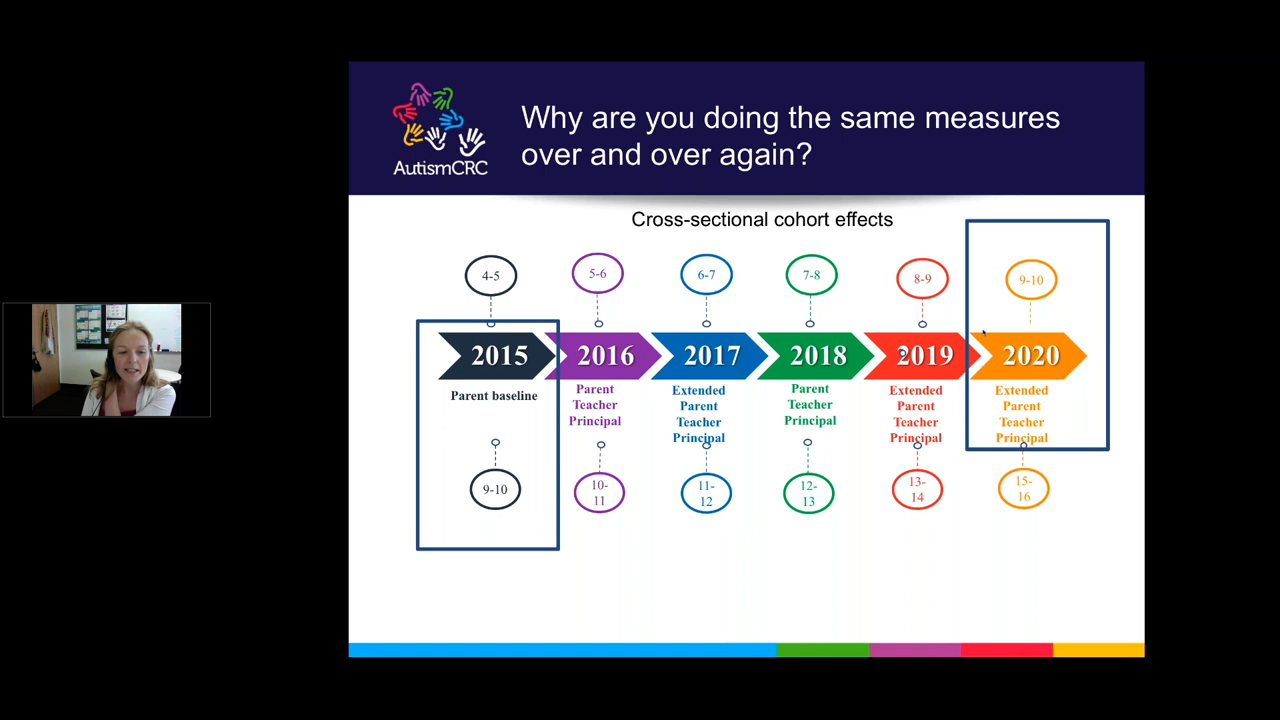 AutismCRC
Why are you doing the same measures
over and over again?
Cross-sectional cohort effects
4-5
5-6
6-7
7-8
8-9
9-10
2015
2016
2017
2018
2019
2020
Parent baseline
Parent
Teacher
Principal
Extended
Parent
Teacher
Principal
Parent
Teacher
Principal
Extended
Parent
Teacher
Principal
Extended
Parent
Teacher
Principal
9-10
10-
11
11-
12
12-
13
13-
14
15-
16